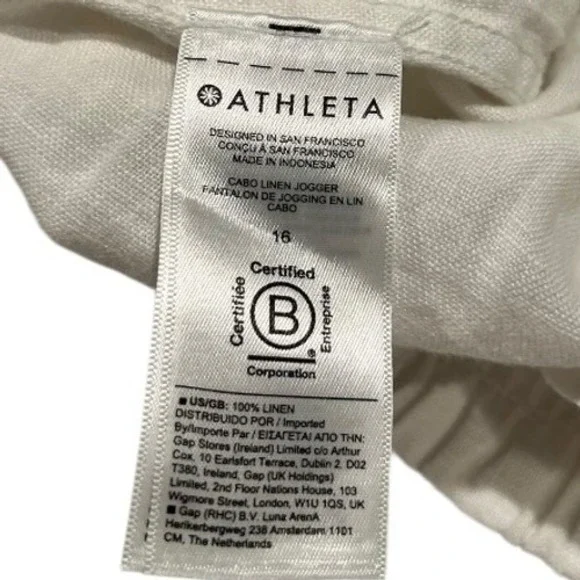 ATHLETA
DESIGNED IN SAN FRANCISCO
CONÇU À SAN FRANCISCO
MADE IN INDONESIA
CABO LINEN JOGGER
PANTALON DE JOGGING EN LIN
CABO
16
Certified
Certifiée
B
Entreprise
®
Corporation
■ US/GB: 100% LINEN
DISTRIBUIDO POR / Imported
By/Importe Par / ΕΙΣΑΓΕΤΑΙ ΑΠΟ ΤΗΝ:
Gap Stores (Ireland) Limited c/o Arthur
Cox, 10 Earlsfort Terrace, Dublin 2, D02
T380, Ireland, Gap (UK Holdings)
Limited, 2nd Floor Nations House, 103
Wigmore Street, London, W1U 1QS, UK
■ Gap (RHC) B.V. Luna ArenA
Herikerbergweg 238 Amsterdam 1101
CM, The Netherlands